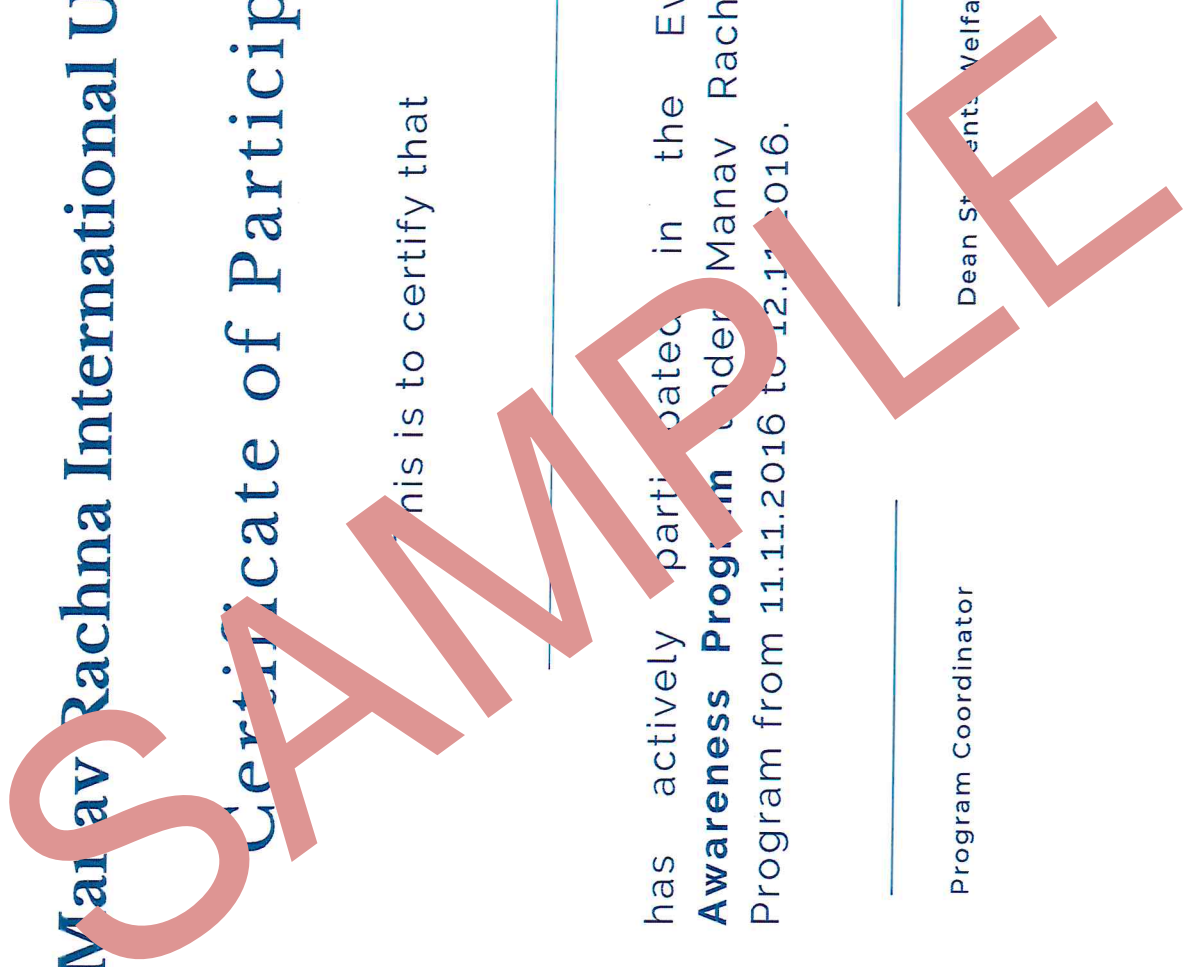 Manav Rachna International U
Certificate of Particip
his is to certify that
has actively participated in the Ev
Awareness Program under Manav Rach
Program from 11.11.2016 to 12.11.2016.
Program Coordinator
Dean Students Welfa
SAMPLE